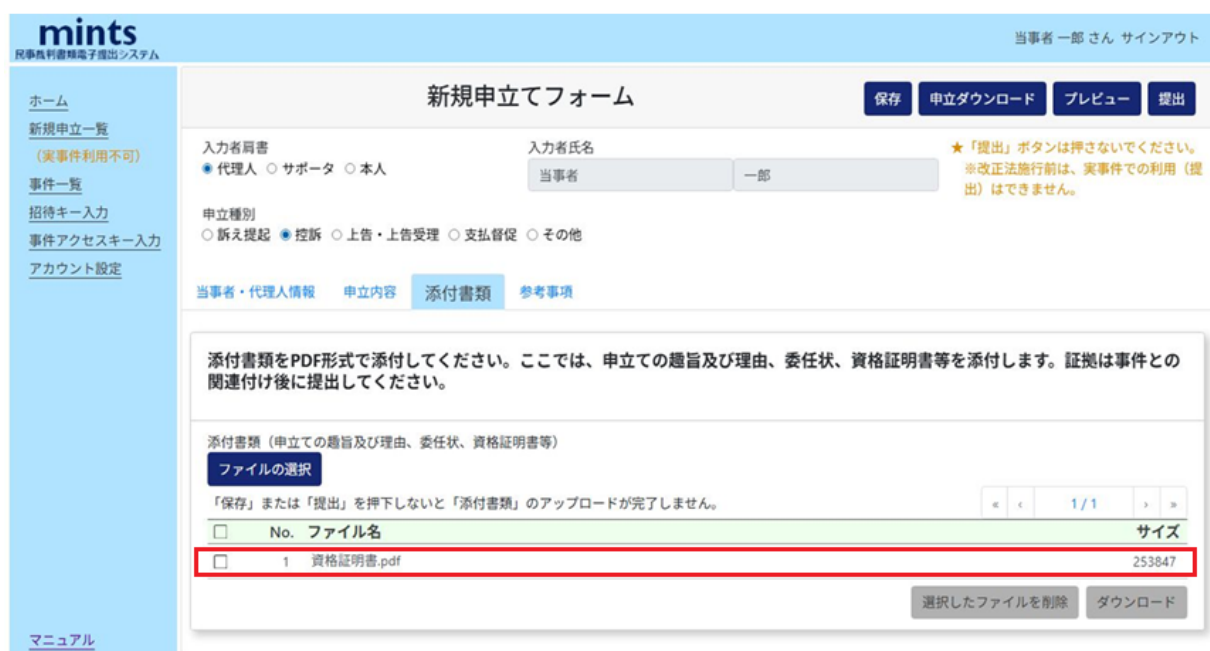 mints
民事裁判書類電子提出システム
当事者 一郎 さん サインアウト
ホーム
新規申立一覧
（実事件利用不可）
事件一覧
招待キー入力
事件アクセスキー入力
アカウント設定
マニュアル
新規申立てフォーム
保存 申立ダウンロード プレビュー 提出
入力者肩書
代理人 サポータ 本人
入力者氏名
当事者 一郎
★「提出」ボタンは押さないでください。
※改正法施行前は、実事件での利用（提
出）はできません。
申立種別
訴え提起 控訴 上告・上告受理 支払督促 その他
当事者・代理人情報 申立内容 添付書類 参考事項
添付書類をPDF形式で添付してください。ここでは、申立ての趣旨及び理由、委任状、資格証明書等を添付します。証拠は事件との
関連付け後に提出してください。
添付書類（申立ての趣旨及び理由、委任状、資格証明書等）
ファイルの選択
「保存」または「提出」を押下しないと「添付書類」のアップロードが完了しません。
« ‹ 1 / 1 › »
No. ファイル名 サイズ
1 資格証明書.pdf 253847
選択したファイルを削除 ダウンロード